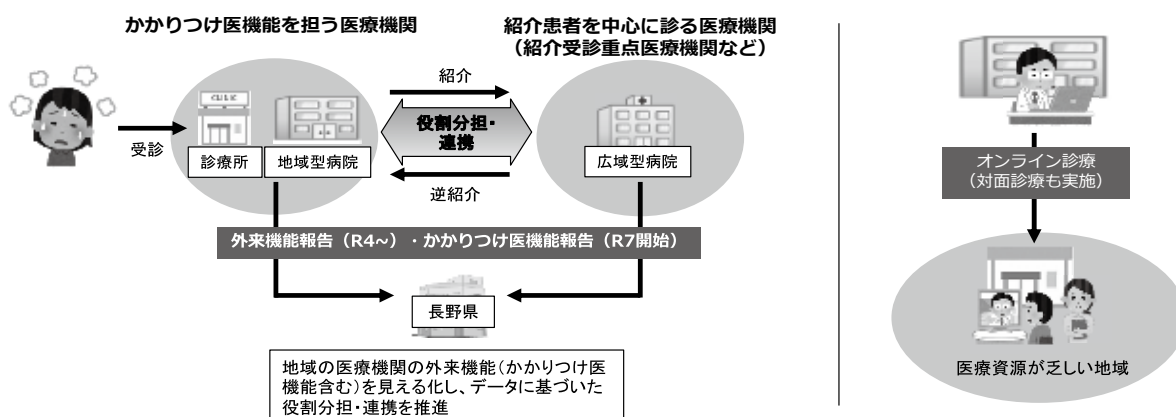 かかりつけ医機能を担う医療機関
紹介患者を中心に診る医療機関
（紹介受診重点医療機関など）
受診
CLINIC
診療所
地域型病院
紹介
役割分担・
連携
逆紹介
広域型病院
外来機能報告（R4~）・かかりつけ医機能報告（R7開始）
長野県
地域の医療機関の外来機能（かかりつけ医
機能含む）を見える化し、データに基づいた
役割分担・連携を推進
オンライン診療
（対面診療も実施）
医療資源が乏しい地域